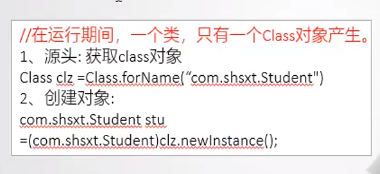 //在运行期间，一个类，只有一个Class对象产生。
1、源头: 获取class对象
Class clz =Class.forName(“com.shsxt.Student")
2、创建对象:
com.shsxt.Student stu
=(com.shsxt.Student)clz.newInstance();